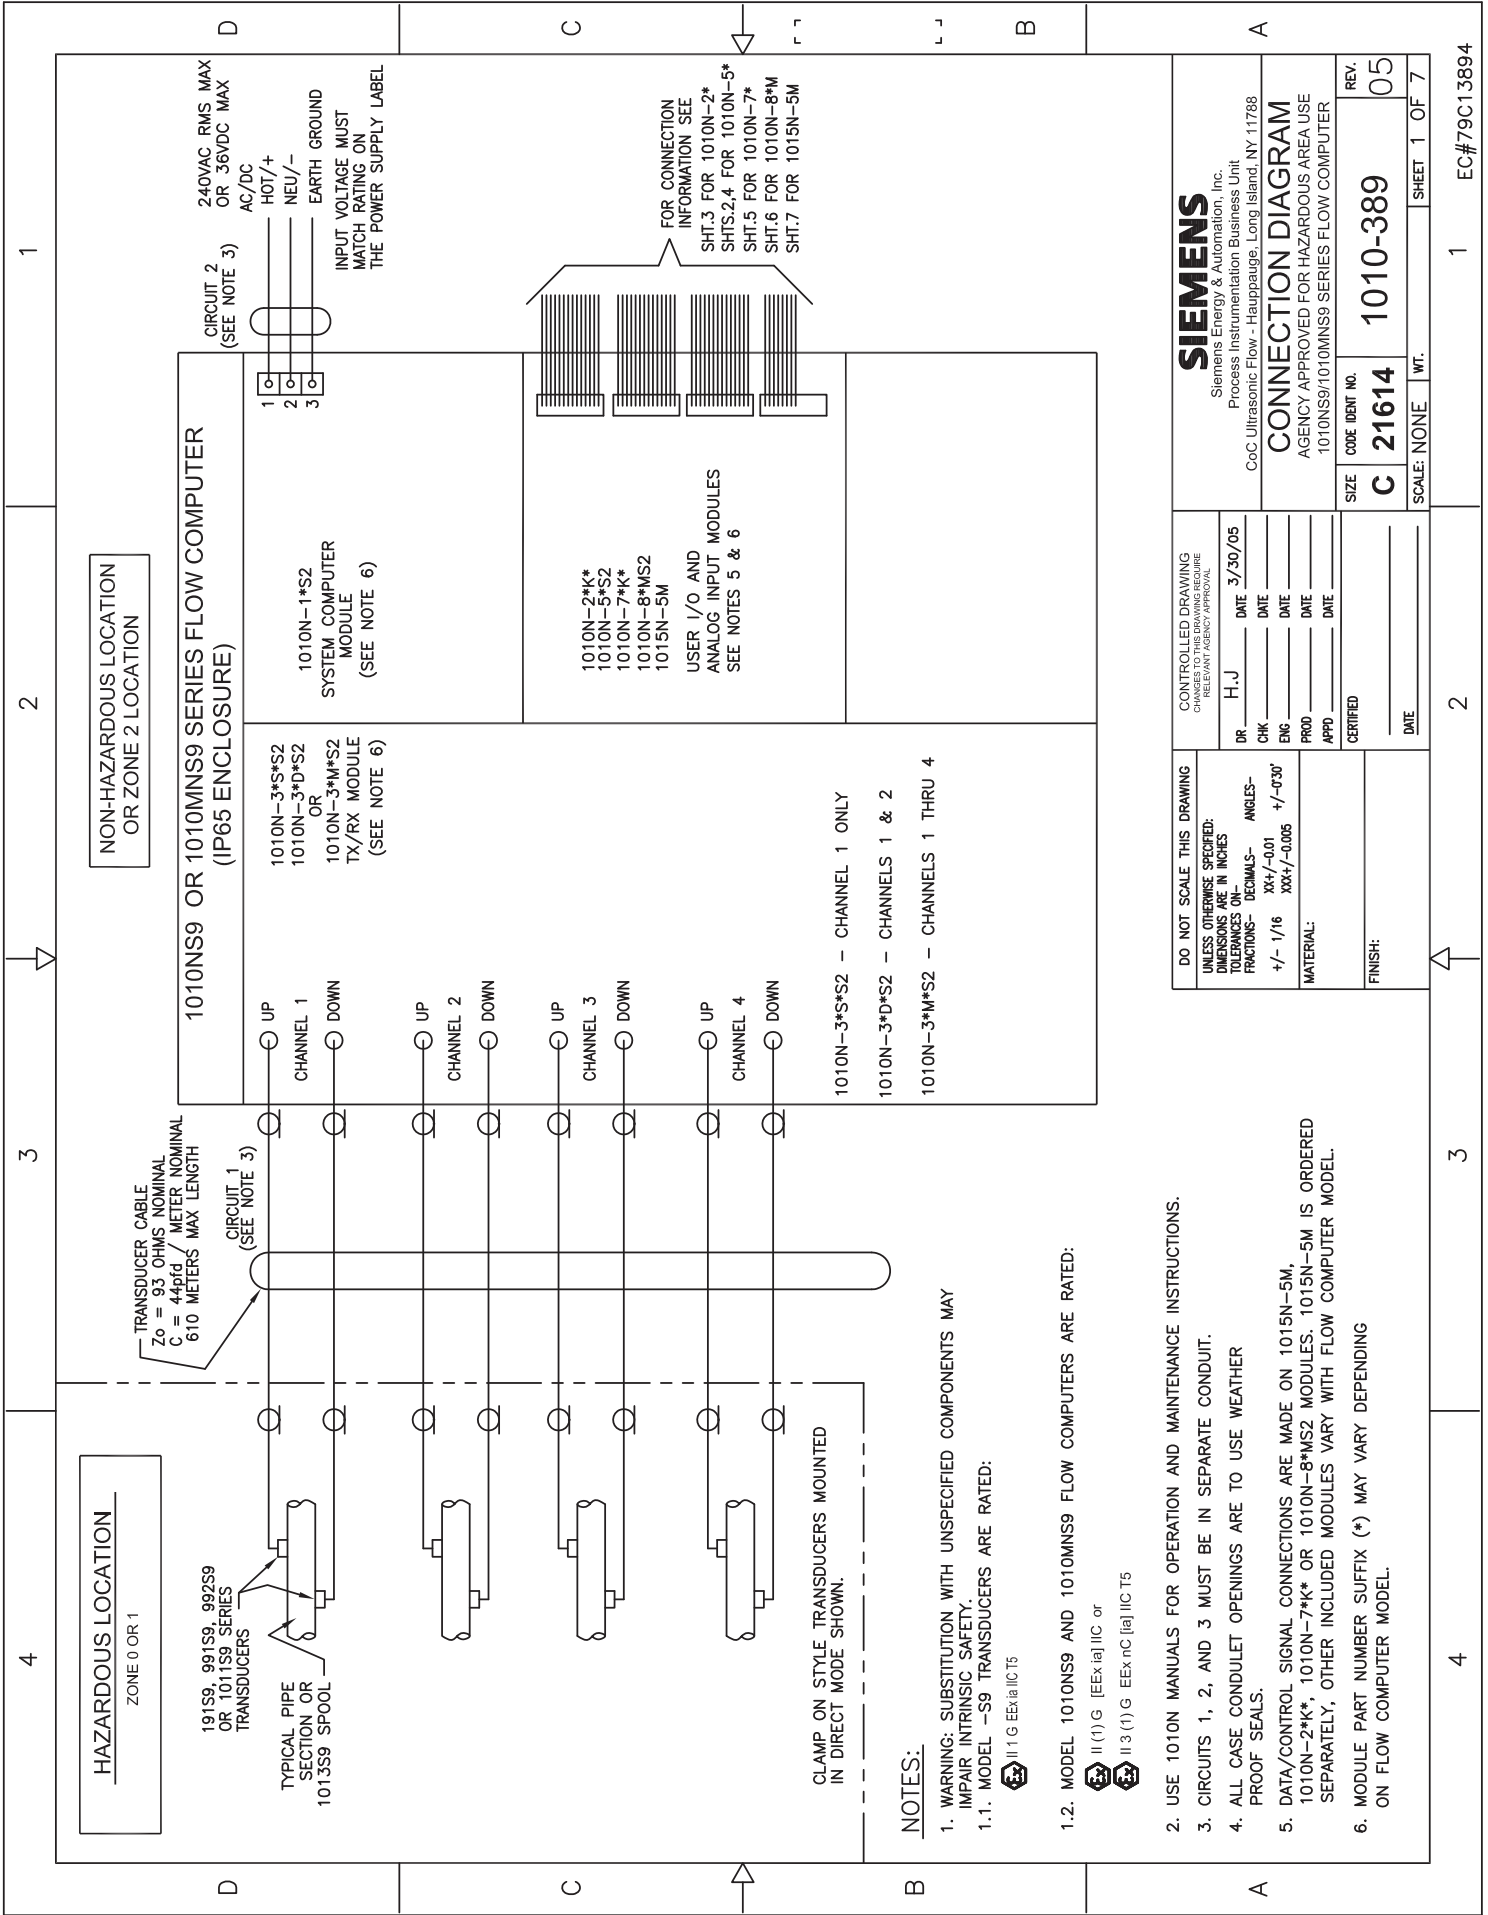 4
3
2
1
D
C
B
A
HAZARDOUS LOCATION
ZONE 0 OR 1
191S9, 991S9, 992S9
OR 1011S9 SERIES
TRANSDUCERS
TYPICAL PIPE
SECTION OR
1013S9 SPOOL
CLAMP ON STYLE TRANSDUCERS MOUNTED
IN DIRECT MODE SHOWN.
TRANSDUCER CABLE
Zo = 93 OHMS NOMINAL
C = 44pfd / METER NOMINAL
610 METERS MAX LENGTH
CIRCUIT 1
(SEE NOTE 3)
NON-HAZARDOUS LOCATION
OR ZONE 2 LOCATION
1010NS9 OR 1010MNS9 SERIES FLOW COMPUTER
(IP65 ENCLOSURE)
UP
CHANNEL 1
DOWN
UP
CHANNEL 2
DOWN
UP
CHANNEL 3
DOWN
UP
CHANNEL 4
DOWN
1010N-3*S*S2
1010N-3*D*S2
OR
1010N-3*M*S2
TX/RX MODULE
(SEE NOTE 6)
1010N-3*S*S2 - CHANNEL 1 ONLY
1010N-3*D*S2 - CHANNELS 1 & 2
1010N-3*M*S2 - CHANNELS 1 THRU 4
1010N-1*S2
SYSTEM COMPUTER
MODULE
(SEE NOTE 6)
1010N-2*K*
1010N-5*S2
1010N-7*K*
1010N-8*MS2
1015N-5M
USER I/O AND
ANALOG INPUT MODULES
SEE NOTES 5 & 6
1
2
3
CIRCUIT 2
(SEE NOTE 3)
240VAC RMS MAX
OR 36VDC MAX
AC/DC
HOT/+
NEU/-
EARTH GROUND
INPUT VOLTAGE MUST
MATCH RATING ON
THE POWER SUPPLY LABEL
FOR CONNECTION
INFORMATION SEE
SHT.3 FOR 1010N-2*
SHTS.2,4 FOR 1010N-5*
SHT.5 FOR 1010N-7*
SHT.6 FOR 1010N-8*M
SHT.7 FOR 1015N-5M
NOTES:
1. WARNING: SUBSTITUTION WITH UNSPECIFIED COMPONENTS MAY
IMPAIR INTRINSIC SAFETY.
1.1. MODEL -S9 TRANSDUCERS ARE RATED:
Ex II 1 G EEx ia IIC T5
1.2. MODEL 1010NS9 AND 1010MNS9 FLOW COMPUTERS ARE RATED:
Ex II (1) G [EEx ia] IIC or
Ex II 3 (1) G EEx nC [ia] IIC T5
2. USE 1010N MANUALS FOR OPERATION AND MAINTENANCE INSTRUCTIONS.
3. CIRCUITS 1, 2, AND 3 MUST BE IN SEPARATE CONDUIT.
4. ALL CASE CONDULET OPENINGS ARE TO USE WEATHER
PROOF SEALS.
5. DATA/CONTROL SIGNAL CONNECTIONS ARE MADE ON 1015N-5M,
1010N-2*K*, 1010N-7*K* OR 1010N-8*MS2 MODULES. 1015N-5M IS ORDERED
SEPARATELY, OTHER INCLUDED MODULES VARY WITH FLOW COMPUTER MODEL.
6. MODULE PART NUMBER SUFFIX (*) MAY VARY DEPENDING
ON FLOW COMPUTER MODEL.
DO NOT SCALE THIS DRAWING
UNLESS OTHERWISE SPECIFIED:
DIMENSIONS ARE IN INCHES
TOLERANCES ON-
FRACTIONS- DECIMALS- ANGLES-
+/- 1/16 XX+/-0.01 +/-0°30'
XXX+/-0.005
MATERIAL:
FINISH:
CONTROLLED DRAWING
CHANGES TO THIS DRAWING REQUIRE
RELEVANT AGENCY APPROVAL
DR H.J DATE 3/30/05
CHK DATE
ENG DATE
PROD DATE
APPD DATE
CERTIFIED
DATE
SIEMENS
Siemens Energy & Automation, Inc.
Process Instrumentation Business Unit
CoC Ultrasonic Flow - Hauppauge, Long Island, NY 11788
CONNECTION DIAGRAM
AGENCY APPROVED FOR HAZARDOUS AREA USE
1010NS9/1010MNS9 SERIES FLOW COMPUTER
SIZE
C
CODE IDENT NO.
21614
1010-389
REV.
05
SCALE: NONE
WT.
SHEET 1 OF 7
EC#79C13894
4
3
2
1
D
C
B
A